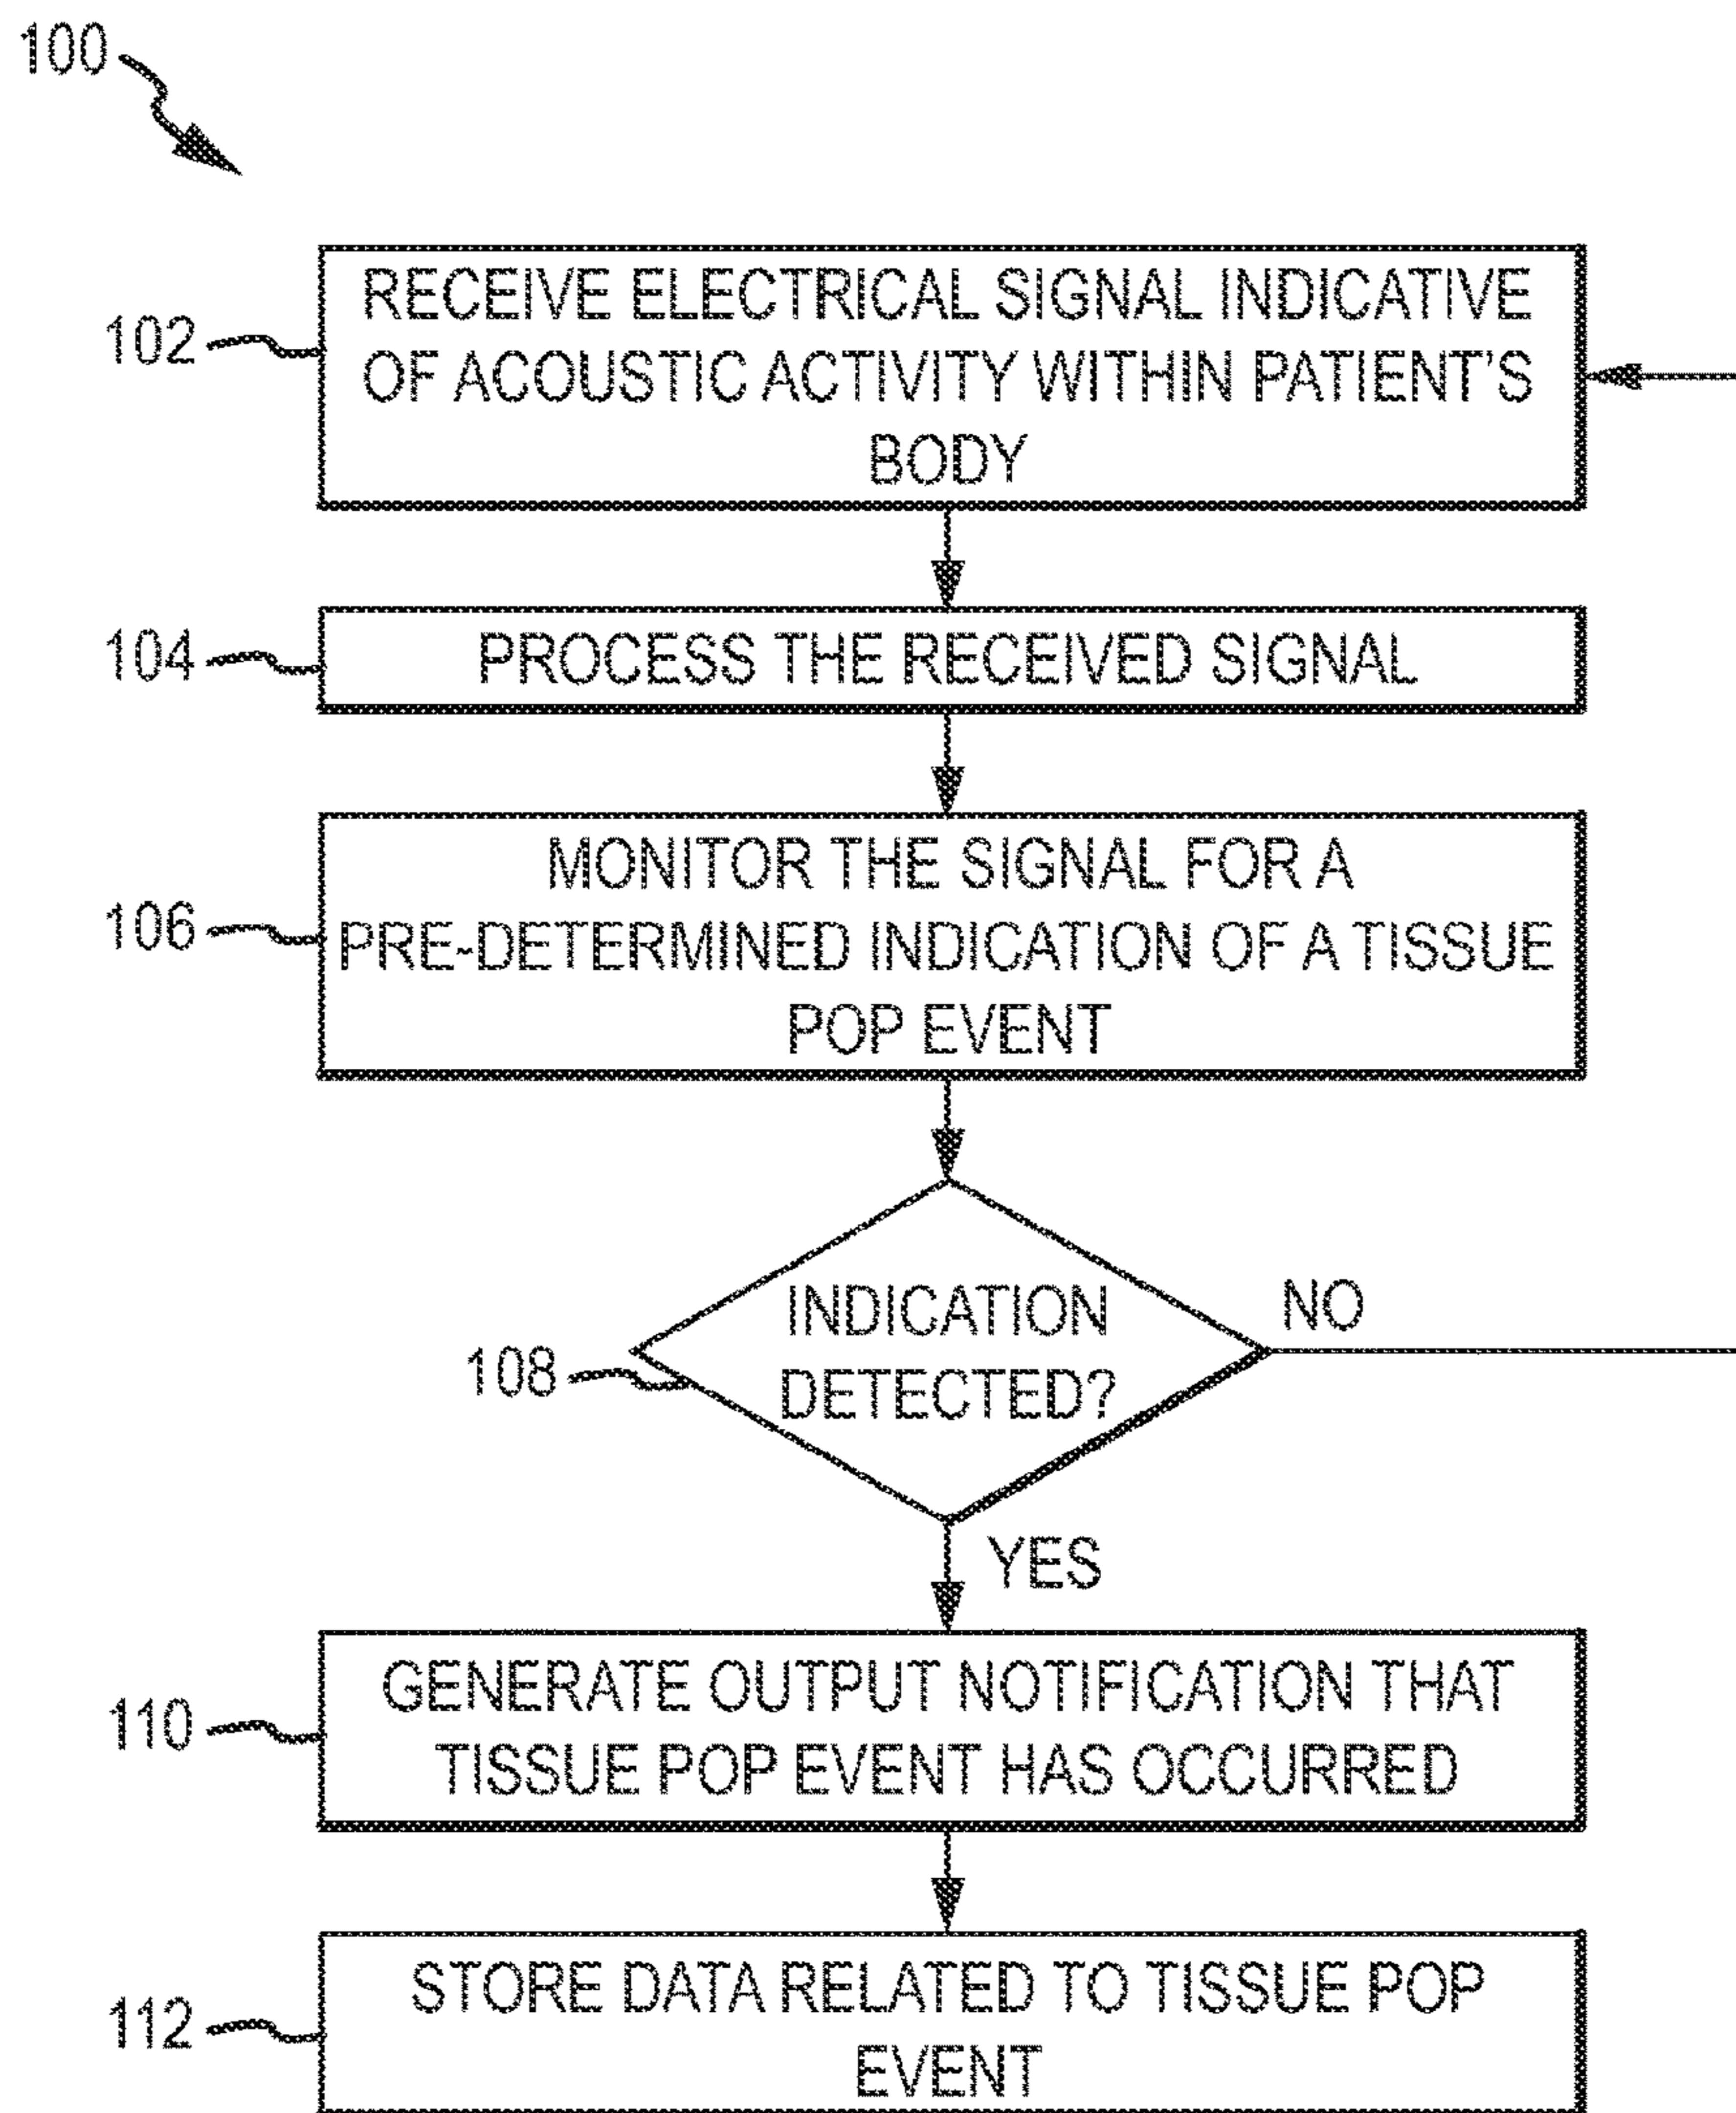 100
102
RECEIVE ELECTRICAL SIGNAL INDICATIVE
OF ACOUSTIC ACTIVITY WITHIN PATIENT'S
BODY
104
PROCESS THE RECEIVED SIGNAL
106
MONITOR THE SIGNAL FOR A
PRE-DETERMINED INDICATION OF A TISSUE
POP EVENT
108
INDICATION
DETECTED?
NO
YES
110
GENERATE OUTPUT NOTIFICATION THAT
TISSUE POP EVENT HAS OCCURRED
112
STORE DATA RELATED TO TISSUE POP
EVENT